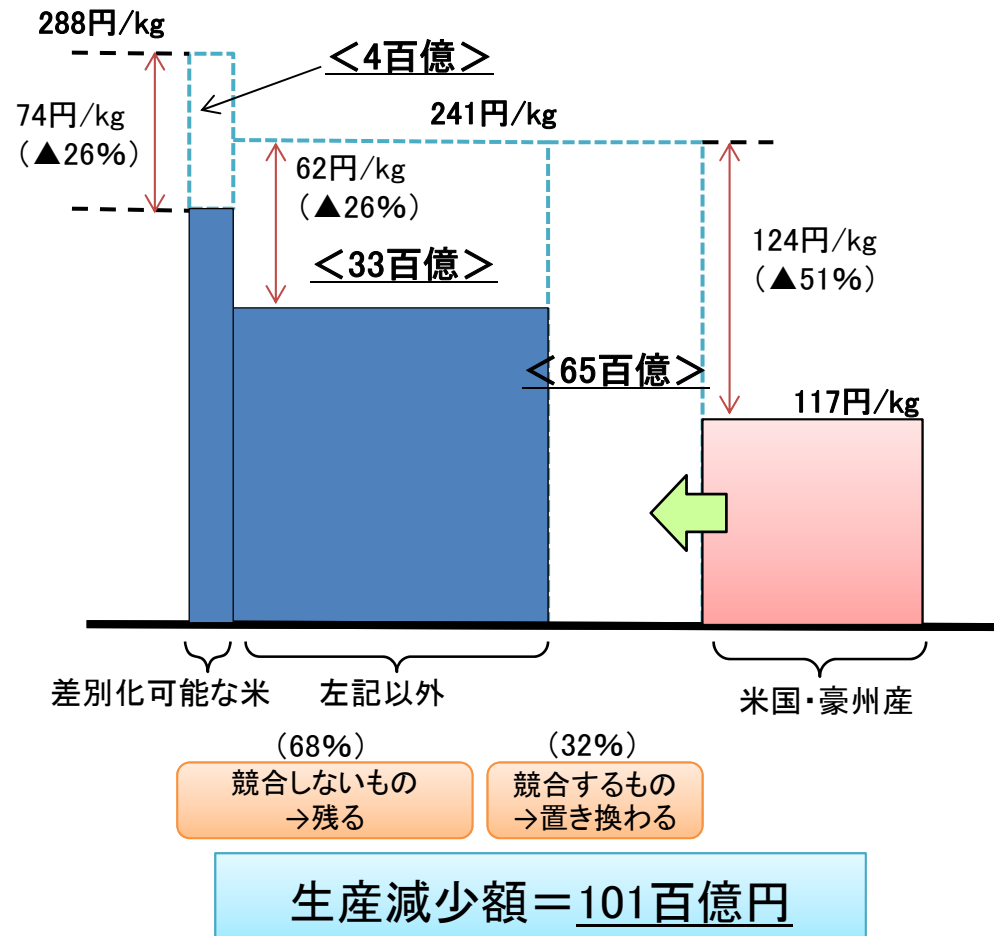 288円/kg
＜4百億＞
74円/kg
（▲26%）
241円/kg
62円/kg
（▲26%）
＜33百億＞
124円/kg
（▲51%）
＜65百億＞
117円/kg
差別化可能な米
左記以外
米国・豪州産
（68%）
競合しないもの
→残る
（32%）
競合するもの
→置き換わる
生産減少額＝101百億円